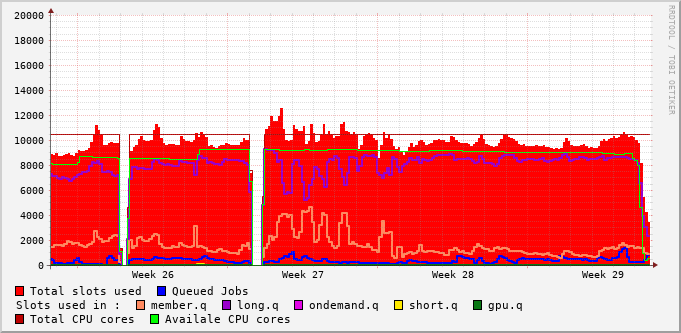 RRDTOOL / TOBI OETIKER
20000
18000
16000
14000
12000
10000
8000
6000
4000
2000
0
Week 26 Week 27 Week 28 Week 29
Total slots used Queued Jobs
Slots used in : member.q long.q ondemand.q short.q gpu.q
Total CPU cores Availale CPU cores